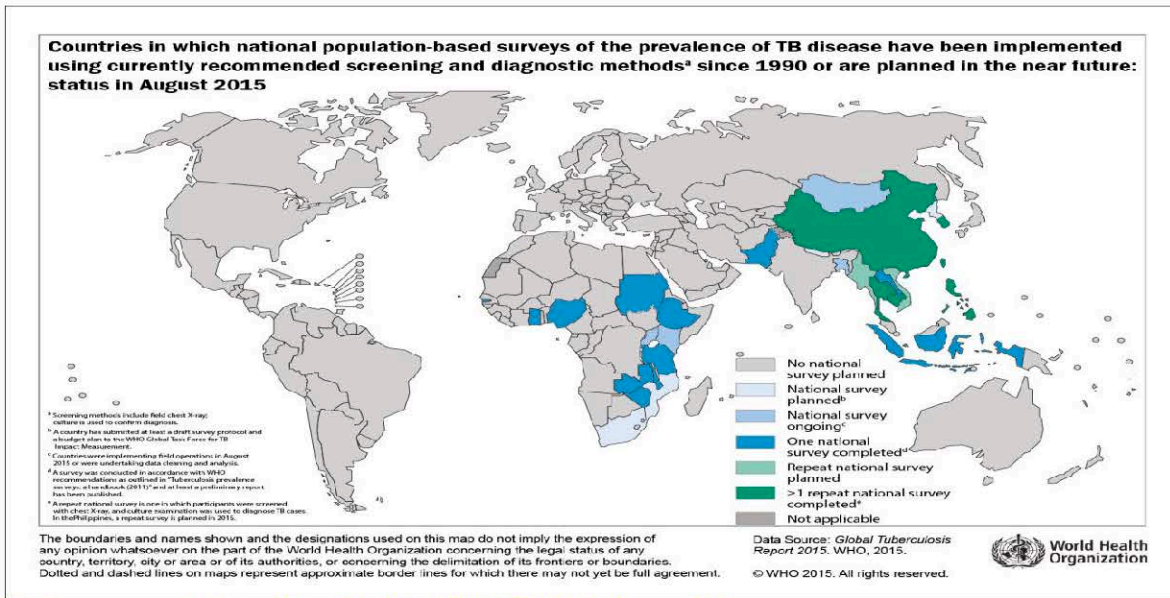 Countries in which national population-based surveys of the prevalence of TB disease have been implemented
using currently recommended screening and diagnostic methodsᵃ since 1990 or are planned in the near future:
status in August 2015
No national
survey planned
National survey
plannedᵇ
National survey
ongoingᶜ
One national
survey completedᵈ
Repeat national survey
planned
>1 repeat national survey
completedᵉ
Not applicable
ᵃ Screening methods include field chest X-ray;
culture is used to confirm diagnosis.
ᵇ A country has submitted at least a draft survey protocol and
a budget plan to the WHO Global Task Force for TB
Impact Measurement.
ᶜ Countries were implementing field operations in August
2015 or were undertaking data cleaning and analysis.
ᵈ A survey was conducted in accordance with WHO
recommendations as outlined in "Tuberculosis prevalence
surveys: a handbook (2011)" and at least a preliminary report
has been published.
ᵉ A repeat national survey is one in which participants were screened
with chest X-ray, and culture examination was used to diagnose TB cases.
In the Philippines, a repeat survey is planned in 2015.
The boundaries and names shown and the designations used on this map do not imply the expression of
any opinion whatsoever on the part of the World Health Organization concerning the legal status of any
country, territory, city or area or of its authorities, or concerning the delimitation of its frontiers or boundaries.
Dotted and dashed lines on maps represent approximate border lines for which there may not yet be full agreement.
Data Source: Global Tuberculosis
Report 2015. WHO, 2015.
© WHO 2015. All rights reserved.
World Health
Organization